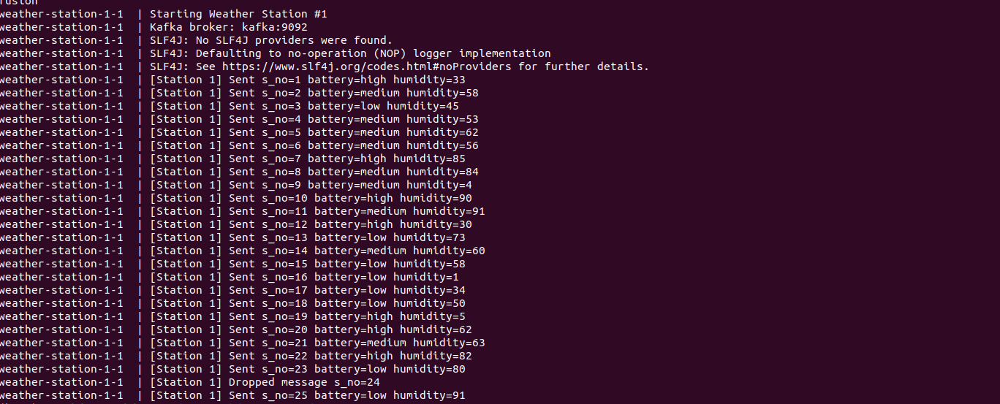 weather-station-1-1  | Starting Weather Station #1
weather-station-1-1  | Kafka broker: kafka:9092
weather-station-1-1  | SLF4J: No SLF4J providers were found.
weather-station-1-1  | SLF4J: Defaulting to no-operation (NOP) logger implementation
weather-station-1-1  | SLF4J: See https://www.slf4j.org/codes.html#noProviders for further details.
weather-station-1-1  | [Station 1] Sent s_no=1 battery=high humidity=33
weather-station-1-1  | [Station 1] Sent s_no=2 battery=medium humidity=58
weather-station-1-1  | [Station 1] Sent s_no=3 battery=low humidity=45
weather-station-1-1  | [Station 1] Sent s_no=4 battery=medium humidity=53
weather-station-1-1  | [Station 1] Sent s_no=5 battery=medium humidity=62
weather-station-1-1  | [Station 1] Sent s_no=6 battery=medium humidity=56
weather-station-1-1  | [Station 1] Sent s_no=7 battery=high humidity=85
weather-station-1-1  | [Station 1] Sent s_no=8 battery=medium humidity=84
weather-station-1-1  | [Station 1] Sent s_no=9 battery=medium humidity=4
weather-station-1-1  | [Station 1] Sent s_no=10 battery=high humidity=90
weather-station-1-1  | [Station 1] Sent s_no=11 battery=medium humidity=91
weather-station-1-1  | [Station 1] Sent s_no=12 battery=high humidity=30
weather-station-1-1  | [Station 1] Sent s_no=13 battery=low humidity=73
weather-station-1-1  | [Station 1] Sent s_no=14 battery=medium humidity=60
weather-station-1-1  | [Station 1] Sent s_no=15 battery=low humidity=58
weather-station-1-1  | [Station 1] Sent s_no=16 battery=low humidity=1
weather-station-1-1  | [Station 1] Sent s_no=17 battery=low humidity=34
weather-station-1-1  | [Station 1] Sent s_no=18 battery=low humidity=50
weather-station-1-1  | [Station 1] Sent s_no=19 battery=high humidity=5
weather-station-1-1  | [Station 1] Sent s_no=20 battery=high humidity=62
weather-station-1-1  | [Station 1] Sent s_no=21 battery=medium humidity=63
weather-station-1-1  | [Station 1] Sent s_no=22 battery=high humidity=82
weather-station-1-1  | [Station 1] Sent s_no=23 battery=low humidity=80
weather-station-1-1  | [Station 1] Dropped message s_no=24
weather-station-1-1  | [Station 1] Sent s_no=25 battery=low humidity=91